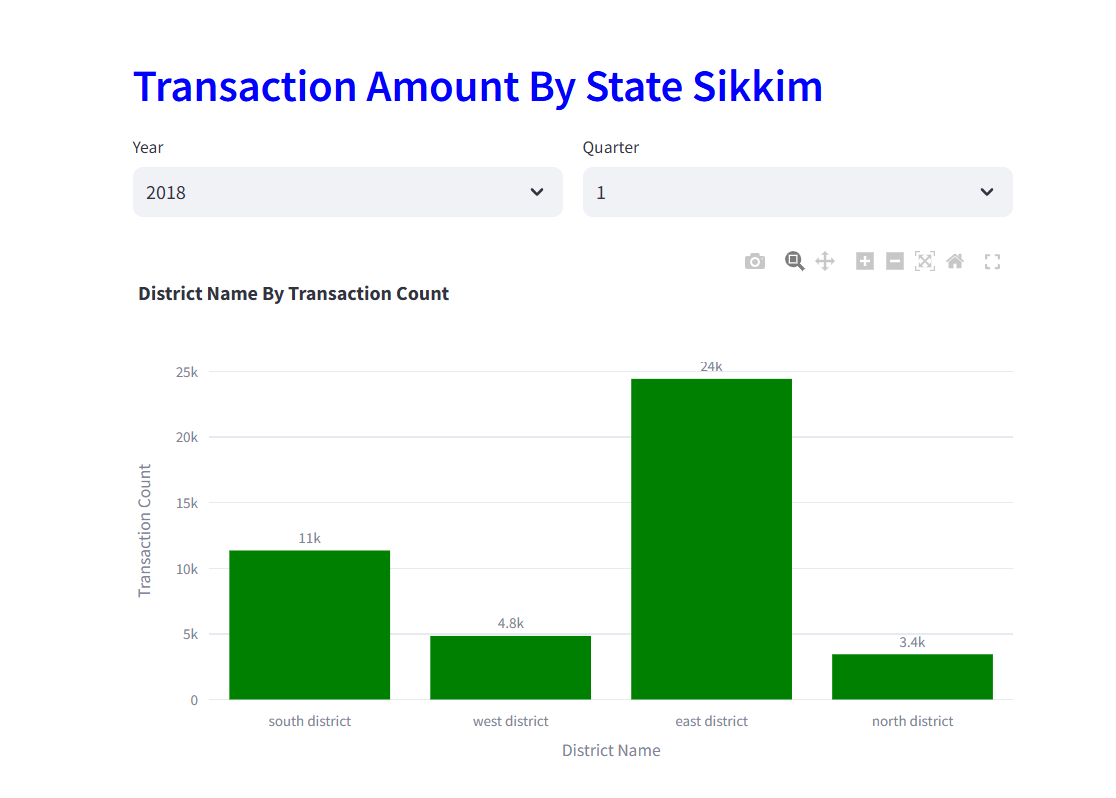 Transaction Amount By State Sikkim
Year
Quarter
2018
1
District Name By Transaction Count
24k
25k
20k
15k
11k
10k
4.8k
5k
3.4k
0
Transaction Count
south district
west district
east district
north district
District Name